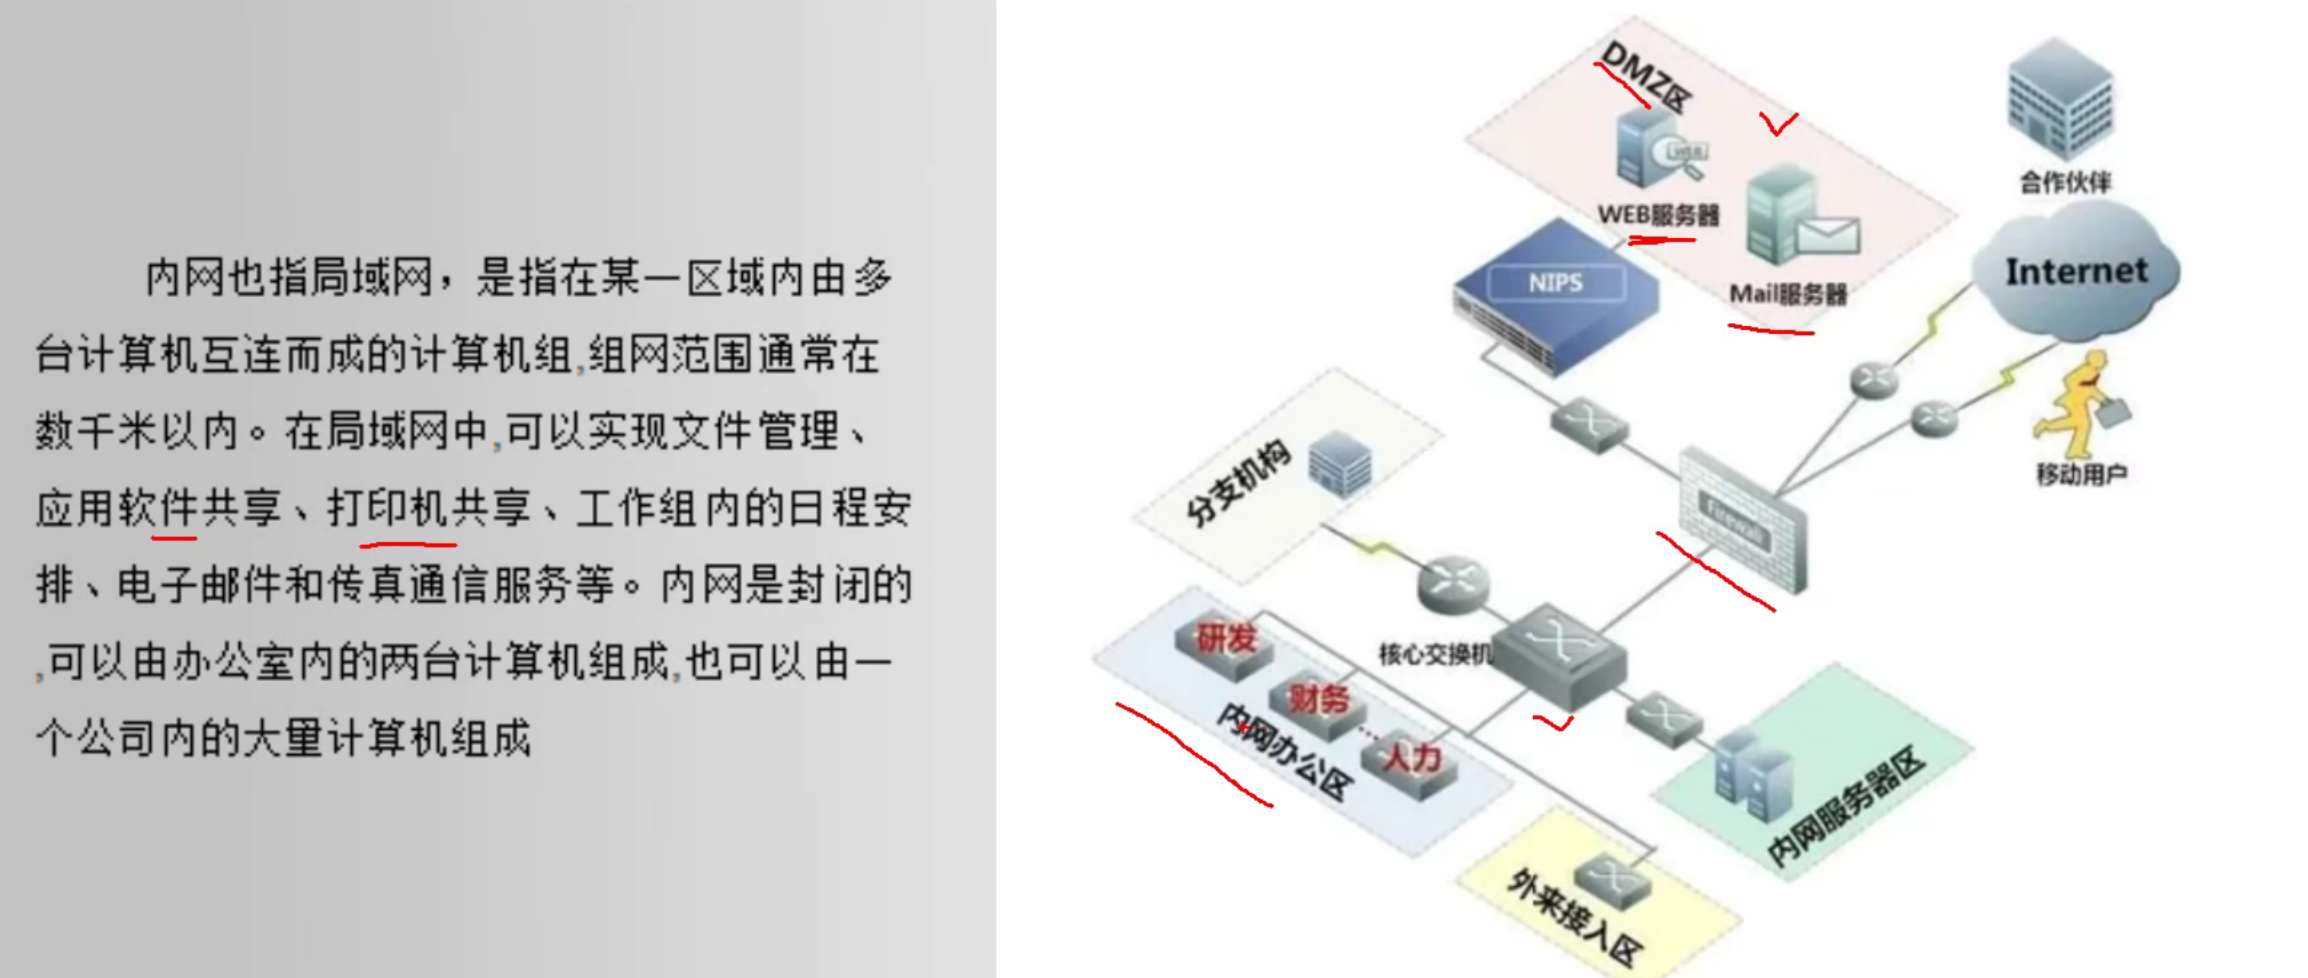 内网也指局域网，是指在某一区域内由多
台计算机互连而成的计算机组,组网范围通常在
数千米以内。在局域网中,可以实现文件管理、
应用软件共享、打印机共享、工作组内的日程安
排、电子邮件和传真通信服务等。内网是封闭的
,可以由办公室内的两台计算机组成,也可以由一
个公司内的大量计算机组成
DMZ区
WEB
WEB服务器
Mail服务器
NIPS
合作伙伴
Internet
移动用户
分支机构
Firewall
核心交换机
研发
财务
人力
内网办公区
内网服务器区
外来接入区